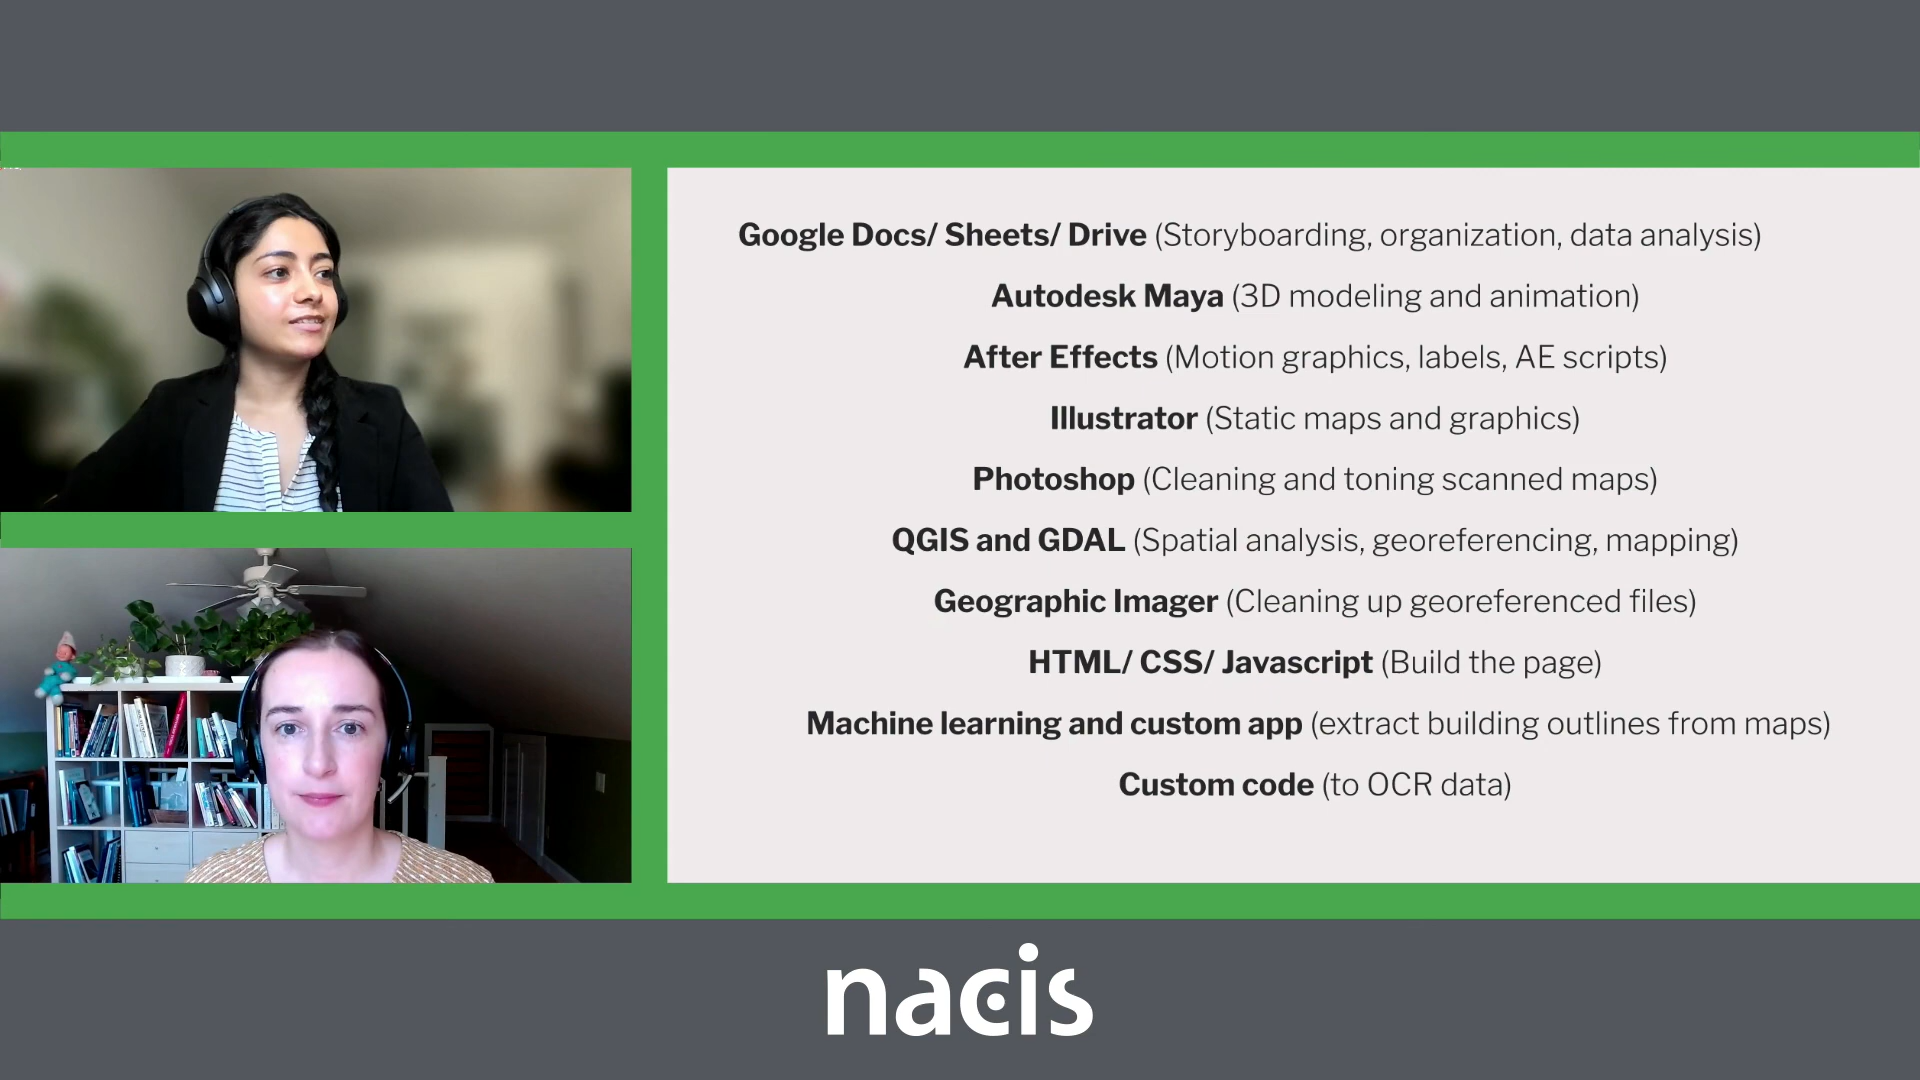 Google Docs/ Sheets/ Drive (Storyboarding, organization, data analysis)
Autodesk Maya (3D modeling and animation)
After Effects (Motion graphics, labels, AE scripts)
Illustrator (Static maps and graphics)
Photoshop (Cleaning and toning scanned maps)
QGIS and GDAL (Spatial analysis, georeferencing, mapping)
Geographic Imager (Cleaning up georeferenced files)
HTML/ CSS/ Javascript (Build the page)
Machine learning and custom app (extract building outlines from maps)
Custom code (to OCR data)
nacis